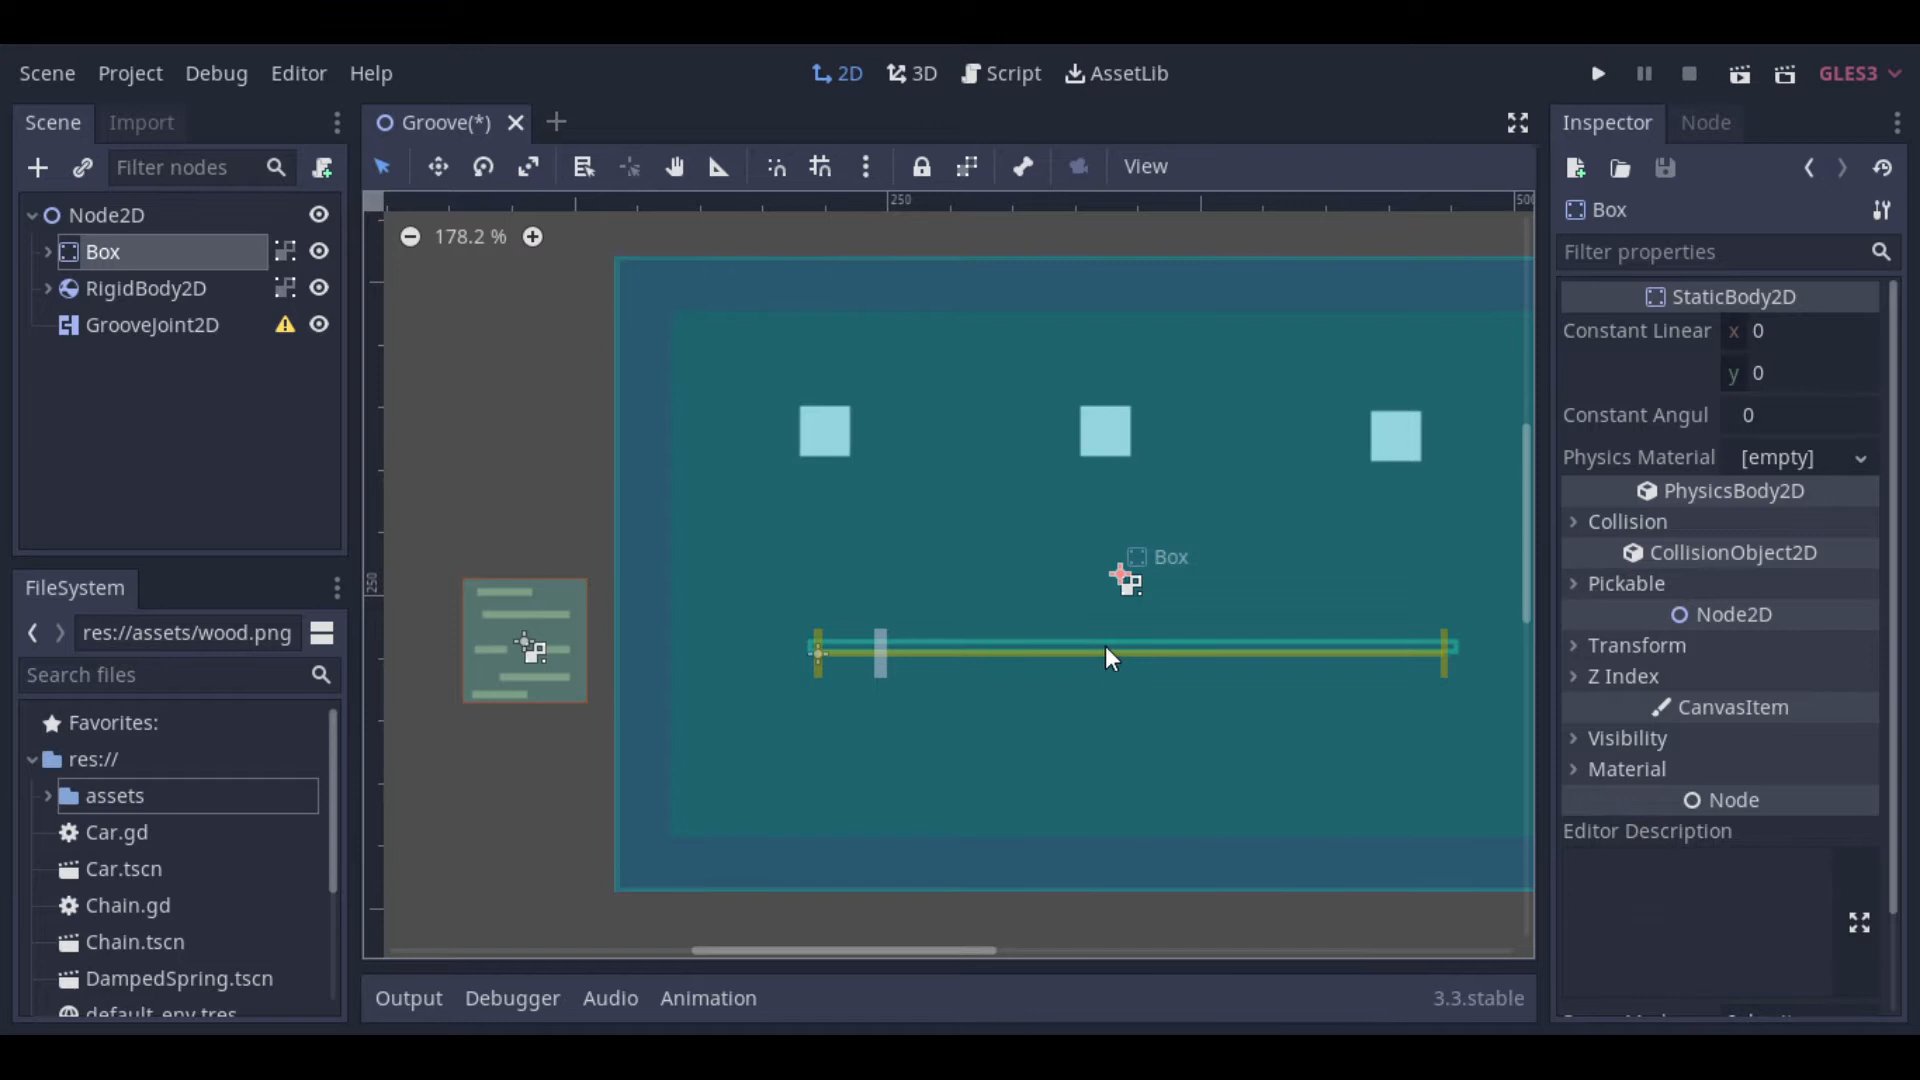 Scene Project Debug Editor Help 2D 3D Script AssetLib GLES3
Scene Import
Groove(*)
Inspector Node
Filter nodes
View
Node2D
Box
RigidBody2D
GrooveJoint2D
250
500
178.2 %
250
Box
Box
Filter properties
StaticBody2D
Constant Linear x 0
y 0
Constant Angul 0
Physics Material [empty]
PhysicsBody2D
Collision
CollisionObject2D
Pickable
Node2D
Transform
Z Index
CanvasItem
Visibility
Material
Node
Editor Description
FileSystem
res://assets/wood.png
Search files
Favorites:
res://
assets
Car.gd
Car.tscn
Chain.gd
Chain.tscn
DampedSpring.tscn
default_env.tres
Output Debugger Audio Animation 3.3.stable